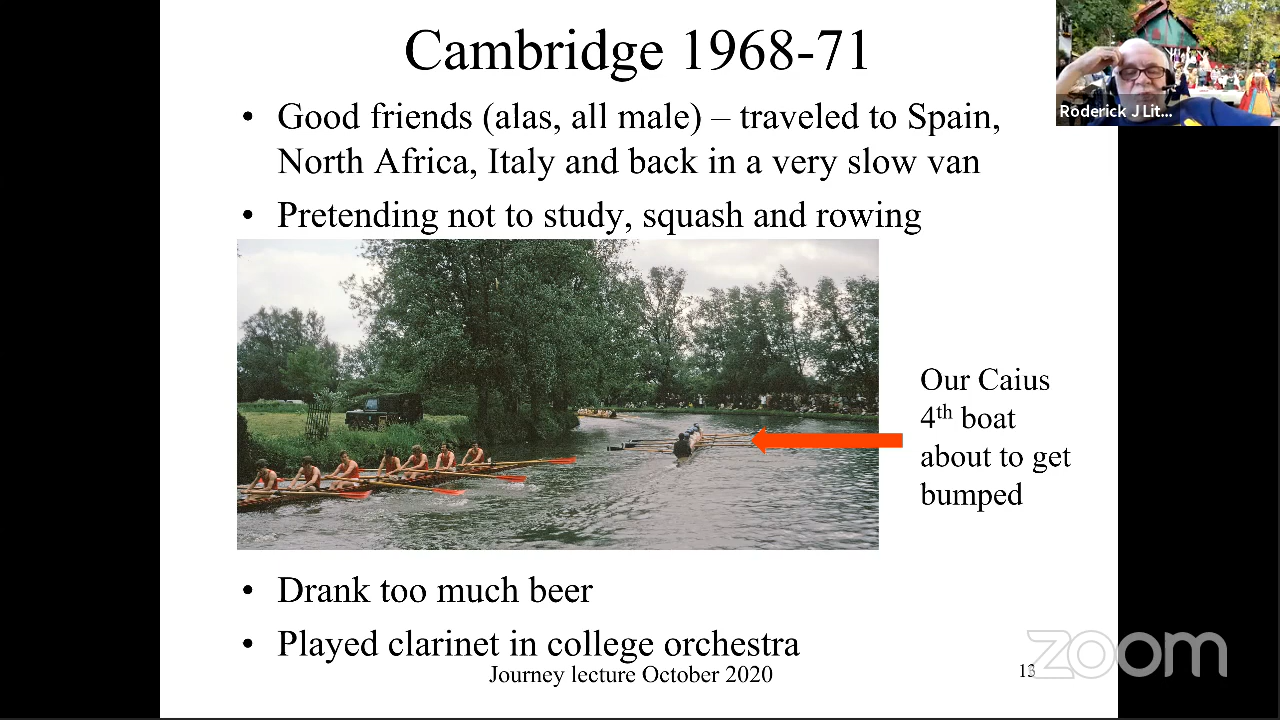 Cambridge 1968-71
Roderick J Lit...
• Good friends (alas, all male) – traveled to Spain,
North Africa, Italy and back in a very slow van
• Pretending not to study, squash and rowing
Our Caius
4th boat
about to get
bumped
• Drank too much beer
• Played clarinet in college orchestra
Journey lecture October 2020
13
zoom